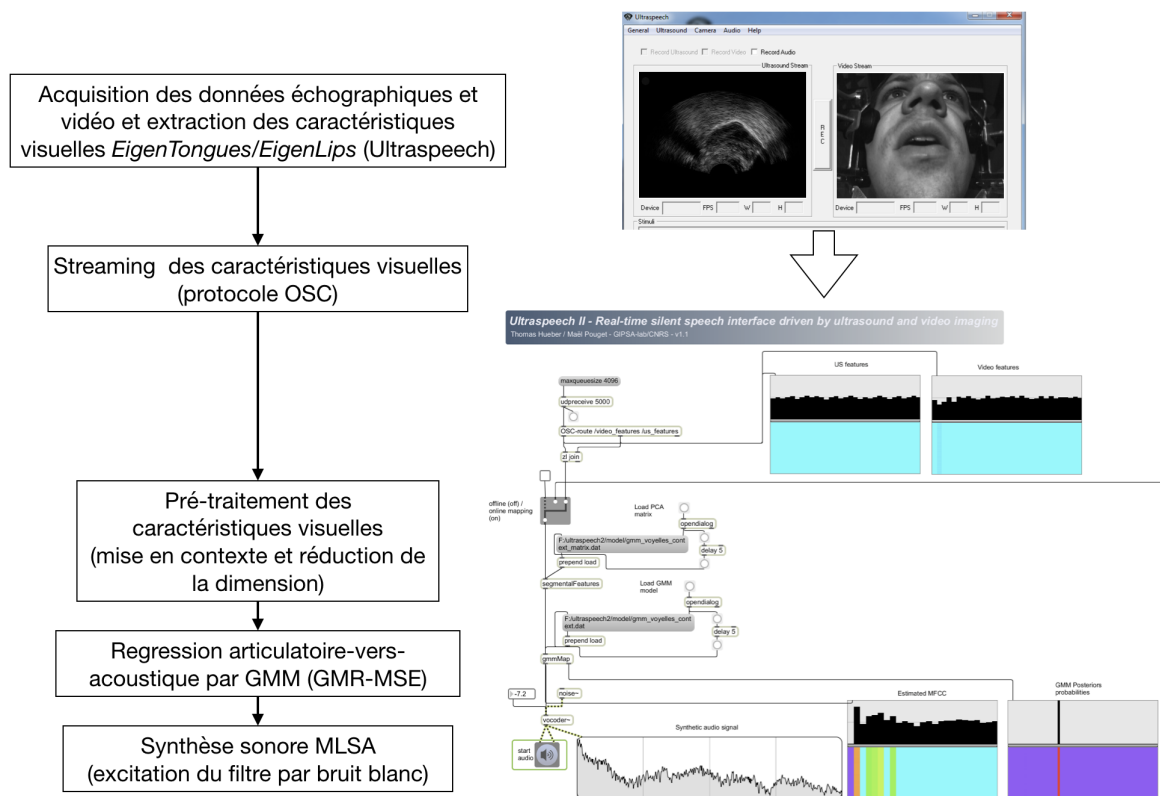 Acquisition des données échographiques et
vidéo et extraction des caractéristiques
visuelles EigenTongues/EigenLips (Ultraspeech)
Streaming  des caractéristiques visuelles
(protocole OSC)
Pré-traitement des
caractéristiques visuelles
(mise en contexte et réduction de
la dimension)
Regression articulatoire-vers-
acoustique par GMM (GMR-MSE)
Synthèse sonore MLSA
(excitation du filtre par bruit blanc)
Ultraspeech
General Ultrasound Camera Audio Help
Record Ultrasound Record Video Record Audio
Ultrasound Stream
Video Stream
R
E
C
Device FPS W H
Device FPS W H
Stimuli
Ultraspeech II - Real-time silent speech interface driven by ultrasound and video imaging
Thomas Hueber / Maël Pouget - GIPSA-lab/CNRS - v1.1
US features
Video features
maxqueuesize 4096
udpreceive 5000
OSC-route /video_features /us_features
zl join
offline (off) /
online mapping
(on)
Load PCA
matrix
opendialog
F:/ultraspeech2/model/gmm_voyelles_cont
ext_matrix.dat
delay 5
prepend load
segmentalFeatures
Load GMM
model
opendialog
F:/ultraspeech2/model/gmm_voyelles_cont
ext.dat
delay 5
prepend load
gmmMap
-7.2
noise~
vocoder~
start
audio
Synthetic audio signal
Estimated MFCC
GMM Posteriors
probabilities